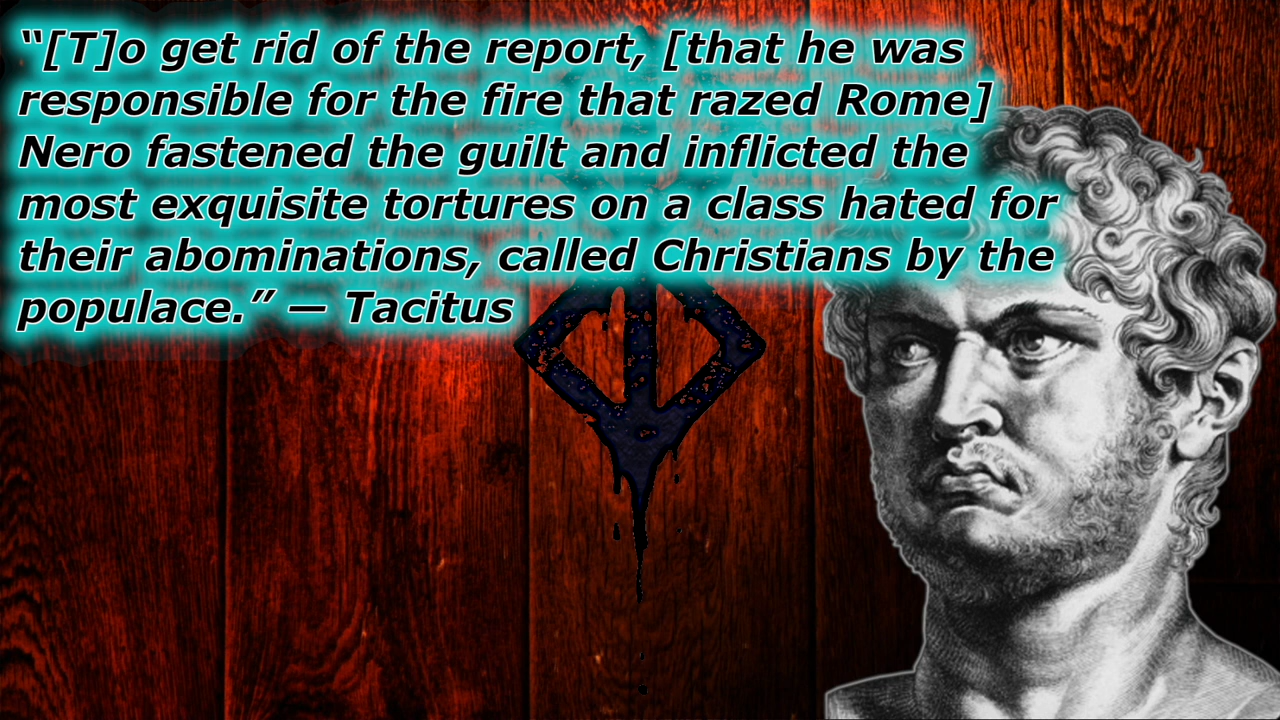 “[T]o get rid of the report, [that he was
responsible for the fire that razed Rome]
Nero fastened the guilt and inflicted the
most exquisite tortures on a class hated for
their abominations, called Christians by the
populace.” — Tacitus